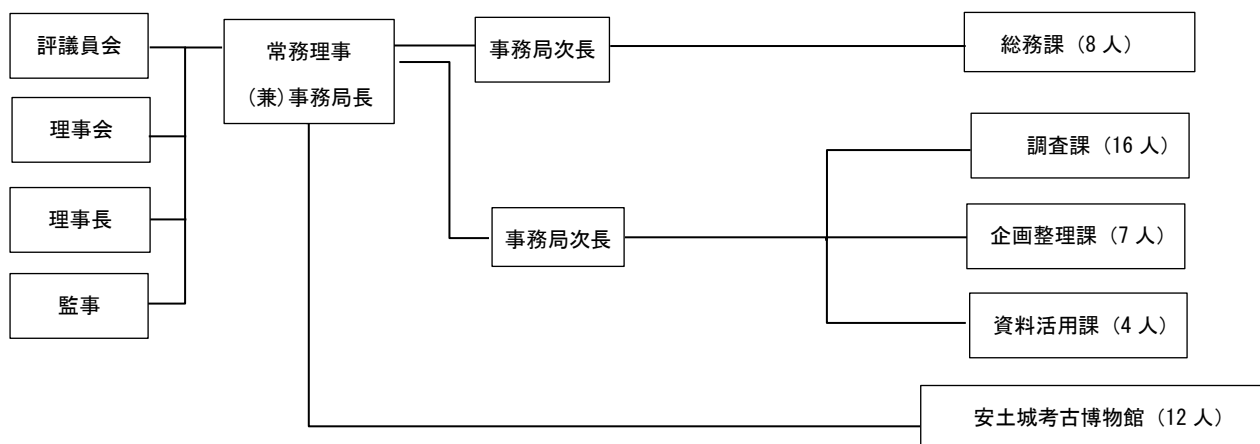 評議員会
理事会
理事長
監事
常務理事
(兼)事務局長
事務局次長
事務局次長
総務課(8人)
調査課(16人)
企画整理課(7人)
資料活用課(4人)
安土城考古博物館(12人)